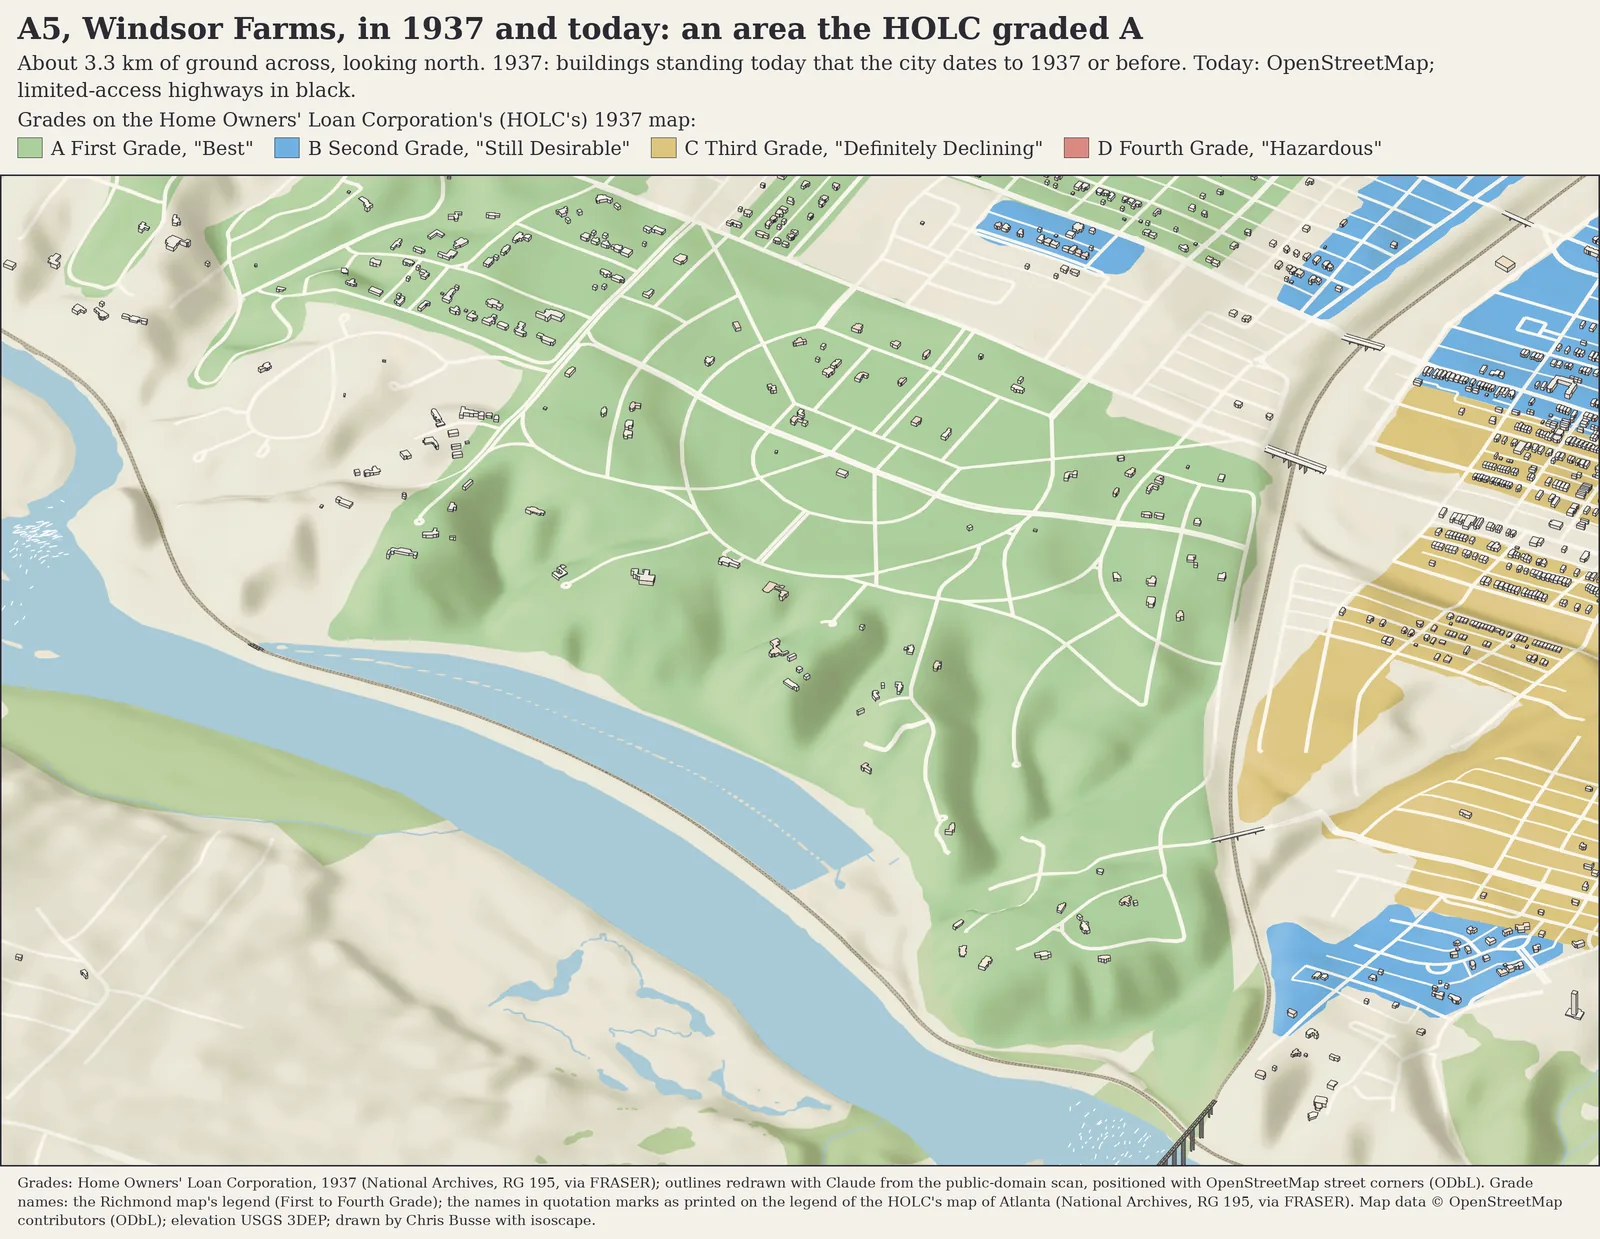 A5, Windsor Farms, in 1937 and today: an area the HOLC graded A
About 3.3 km of ground across, looking north. 1937: buildings standing today that the city dates to 1937 or before. Today: OpenStreetMap;
limited-access highways in black.
Grades on the Home Owners' Loan Corporation's (HOLC's) 1937 map:
A First Grade, "Best" B Second Grade, "Still Desirable" C Third Grade, "Definitely Declining" D Fourth Grade, "Hazardous"
Grades: Home Owners' Loan Corporation, 1937 (National Archives, RG 195, via FRASER); outlines redrawn with Claude from the public-domain scan, positioned with OpenStreetMap street corners (ODbL). Grade
names: the Richmond map's legend (First to Fourth Grade); the names in quotation marks as printed on the legend of the HOLC's map of Atlanta (National Archives, RG 195, via FRASER). Map data © OpenStreetMap
contributors (ODbL); elevation USGS 3DEP; drawn by Chris Busse with isoscape.